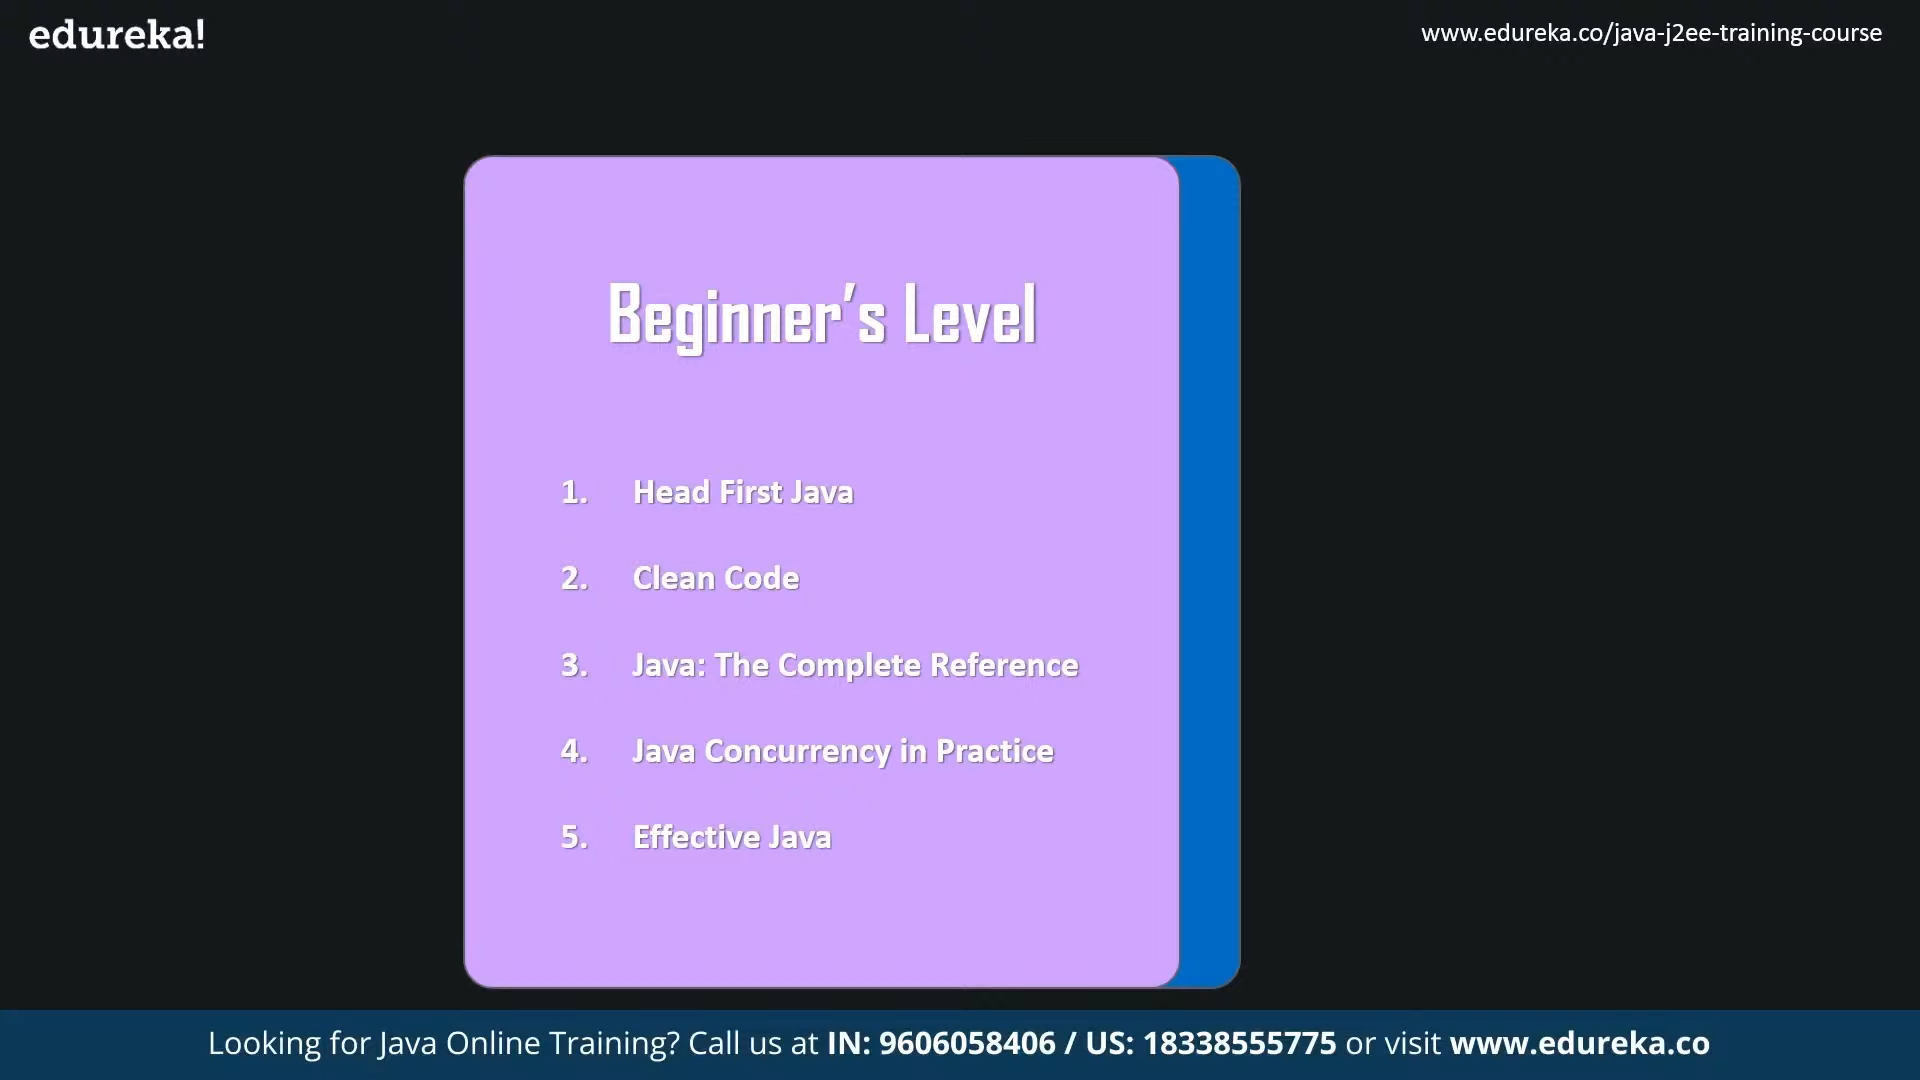 edureka!
www.edureka.co/java-j2ee-training-course
Beginner's Level
1. Head First Java
2. Clean Code
3. Java: The Complete Reference
4. Java Concurrency in Practice
5. Effective Java
Looking for Java Online Training? Call us at IN: 9606058406 / US: 18338555775 or visit www.edureka.co